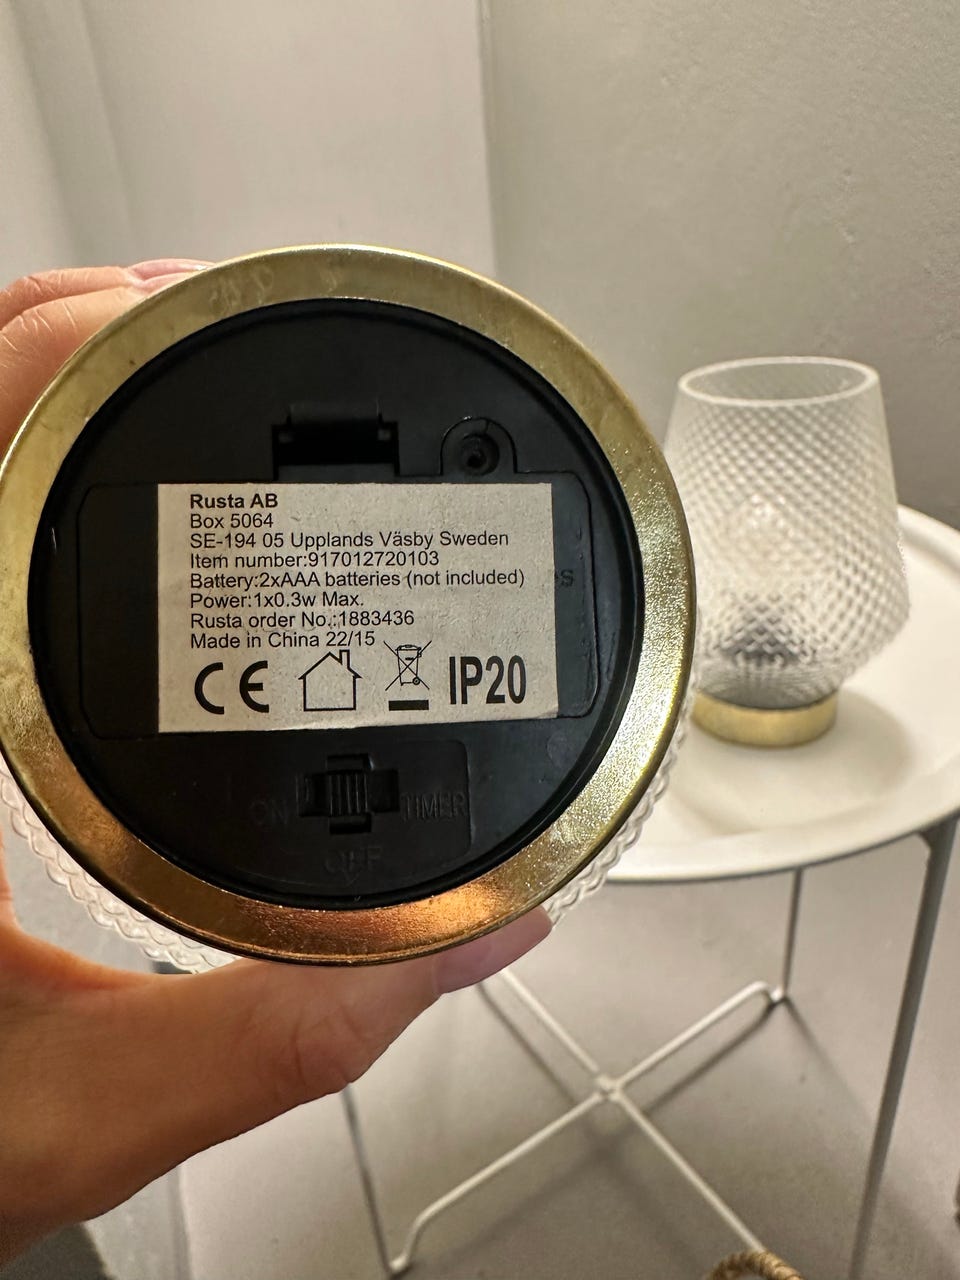 Rusta AB
Box 5064
SE-194 05 Upplands Väsby Sweden
Item number:917012720103
Battery:2xAAA batteries (not included)
Power:1x0.3w Max.
Rusta order No.:1883436
Made in China 22/15
CE IP20
ON TIMER
OFF